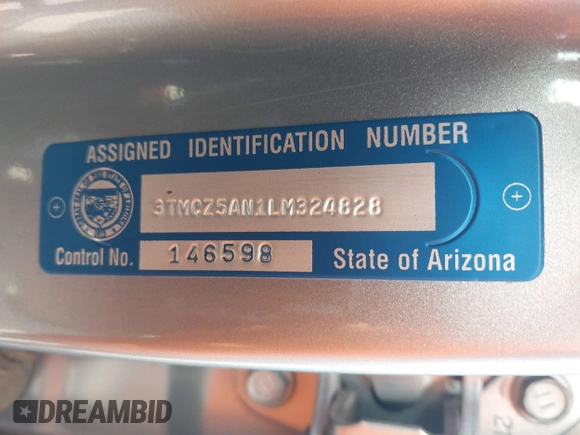 ASSIGNED IDENTIFICATION NUMBER
3TMCZ5AN1LM324828
Control No. 146598 State of Arizona
DREAMBID